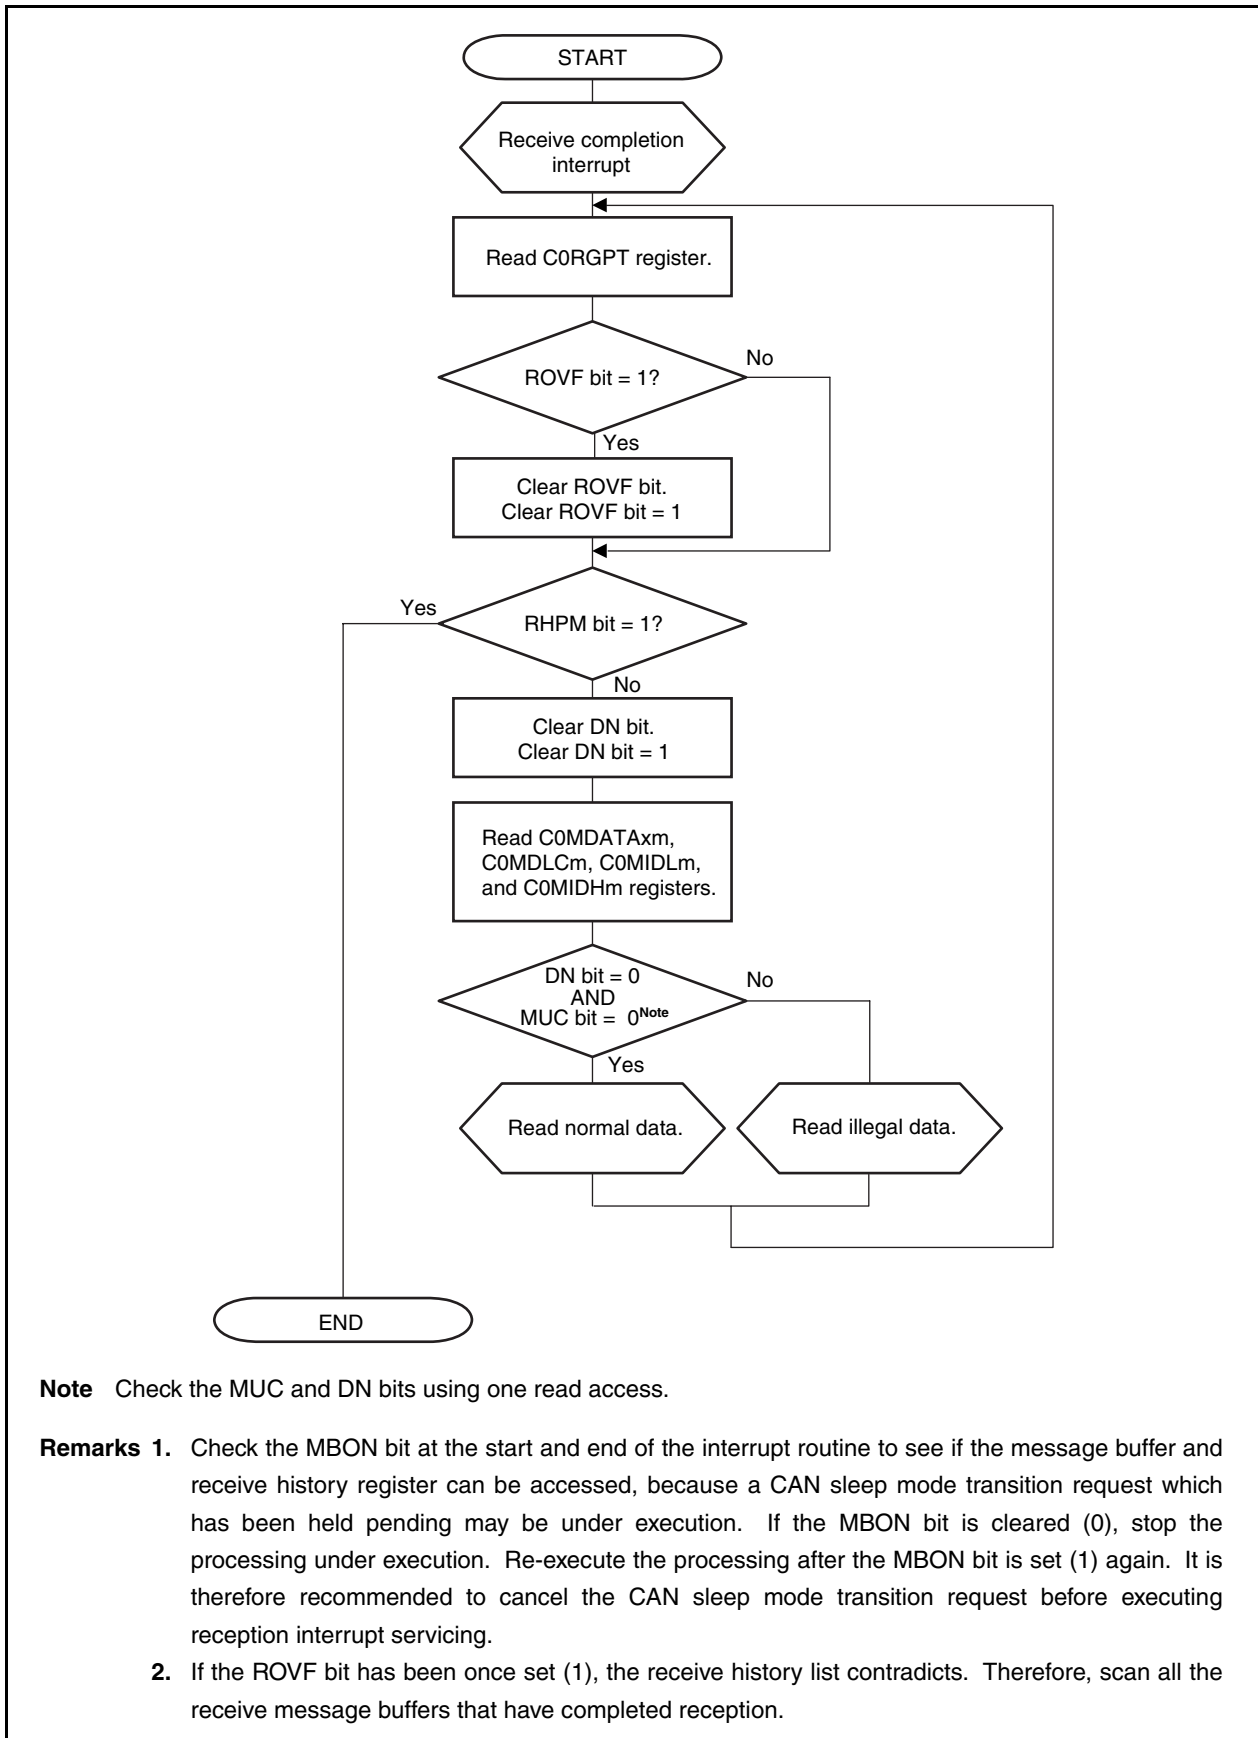 START
Receive completion
interrupt
Read C0RGPT register.
ROVF bit = 1?
No
Yes
Clear ROVF bit.
Clear ROVF bit = 1
Yes
RHPM bit = 1?
No
Clear DN bit.
Clear DN bit = 1
Read C0MDATAxm,
C0MDLCm, C0MIDLm,
and C0MIDHm registers.
DN bit = 0
AND
MUC bit = 0Note
No
Yes
Read normal data.
Read illegal data.
END
Note Check the MUC and DN bits using one read access.
Remarks 1. Check the MBON bit at the start and end of the interrupt routine to see if the message buffer and
receive history register can be accessed, because a CAN sleep mode transition request which
has been held pending may be under execution. If the MBON bit is cleared (0), stop the
processing under execution. Re-execute the processing after the MBON bit is set (1) again. It is
therefore recommended to cancel the CAN sleep mode transition request before executing
reception interrupt servicing.
2. If the ROVF bit has been once set (1), the receive history list contradicts. Therefore, scan all the
receive message buffers that have completed reception.